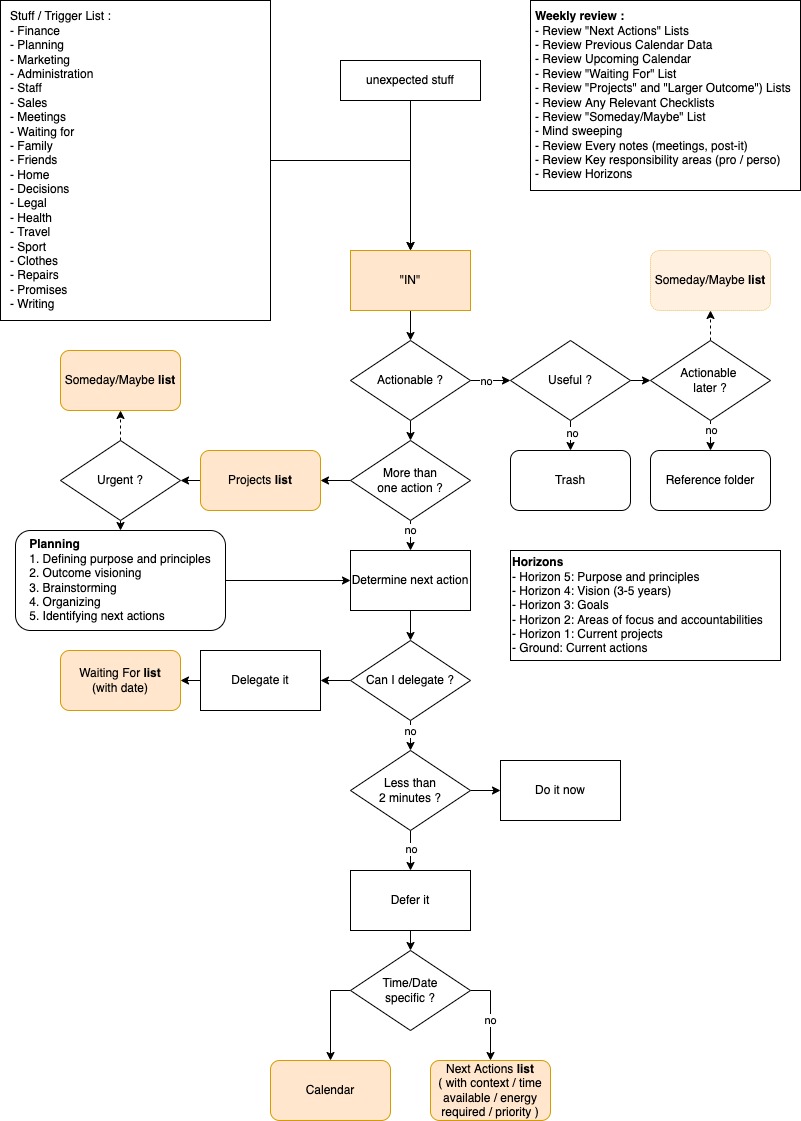 Stuff / Trigger List :
- Finance
- Planning
- Marketing
- Administration
- Staff
- Sales
- Meetings
- Waiting for
- Family
- Friends
- Home
- Decisions
- Legal
- Health
- Travel
- Sport
- Clothes
- Repairs
- Promises
- Writing
unexpected stuff
Weekly review :
- Review "Next Actions" Lists
- Review Previous Calendar Data
- Review Upcoming Calendar
- Review "Waiting For" List
- Review "Projects" and "Larger Outcome") Lists
- Review Any Relevant Checklists
- Review "Someday/Maybe" List
- Mind sweeping
- Review Every notes (meetings, post-it)
- Review Key responsibility areas (pro / perso)
- Review Horizons
"IN"
Someday/Maybe list
Actionable ?
no
Useful ?
Actionable
later ?
Someday/Maybe list
no
no
Urgent ?
Projects list
More than
one action ?
Trash
Reference folder
no
Planning
1. Defining purpose and principles
2. Outcome visioning
3. Brainstorming
4. Organizing
5. Identifying next actions
Determine next action
Horizons
- Horizon 5: Purpose and principles
- Horizon 4: Vision (3-5 years)
- Horizon 3: Goals
- Horizon 2: Areas of focus and accountabilities
- Horizon 1: Current projects
- Ground: Current actions
Waiting For list
(with date)
Delegate it
Can I delegate ?
no
Less than
2 minutes ?
Do it now
no
Defer it
Time/Date
specific ?
no
Calendar
Next Actions list
( with context / time
available / energy
required / priority )